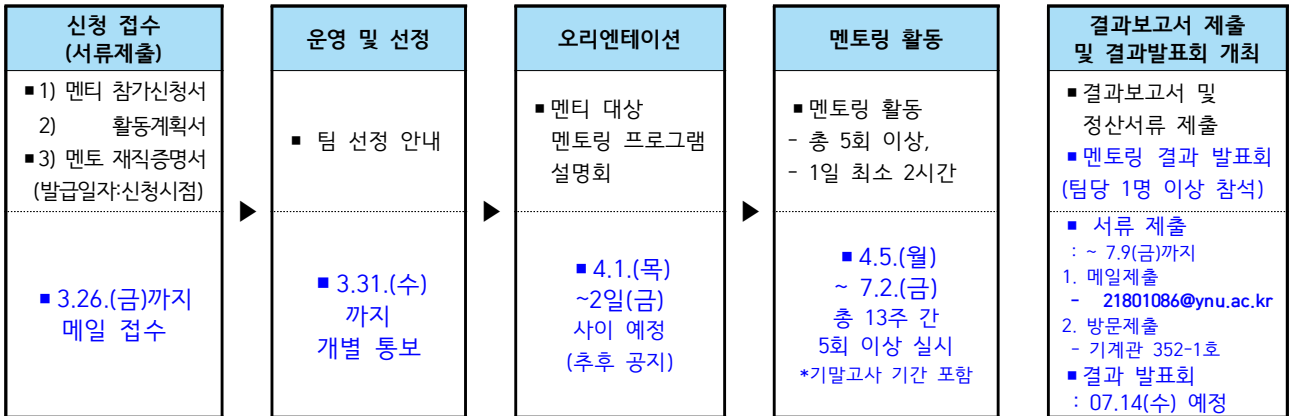 신청 접수
(서류제출)
■1) 멘티 참가신청서
2) 활동계획서
■3) 멘토 재직증명서
(발급일자:신청시점)
■ 3.26.(금)까지
메일 접수
▶
운영 및 선정
■ 팀 선정 안내
■ 3.31.(수)
까지
개별 통보
▶
오리엔테이션
■멘티 대상
멘토링 프로그램
설명회
■ 4.1.(목)
~2일(금)
사이 예정
(추후 공지)
▶
멘토링 활동
■멘토링 활동
- 총 5회 이상,
- 1일 최소 2시간
■ 4.5.(월)
~ 7.2.(금)
총 13주 간
5회 이상 실시
*기말고사 기간 포함
결과보고서 제출
및 결과발표회 개최
■결과보고서 및
정산서류 제출
■멘토링 결과 발표회
(팀당 1명 이상 참석)
■ 서류 제출
: ~ 7.9(금)까지
1. 메일제출
- 21801086@ynu.ac.kr
2. 방문제출
- 기계관 352-1호
■결과 발표회
: 07.14(수) 예정